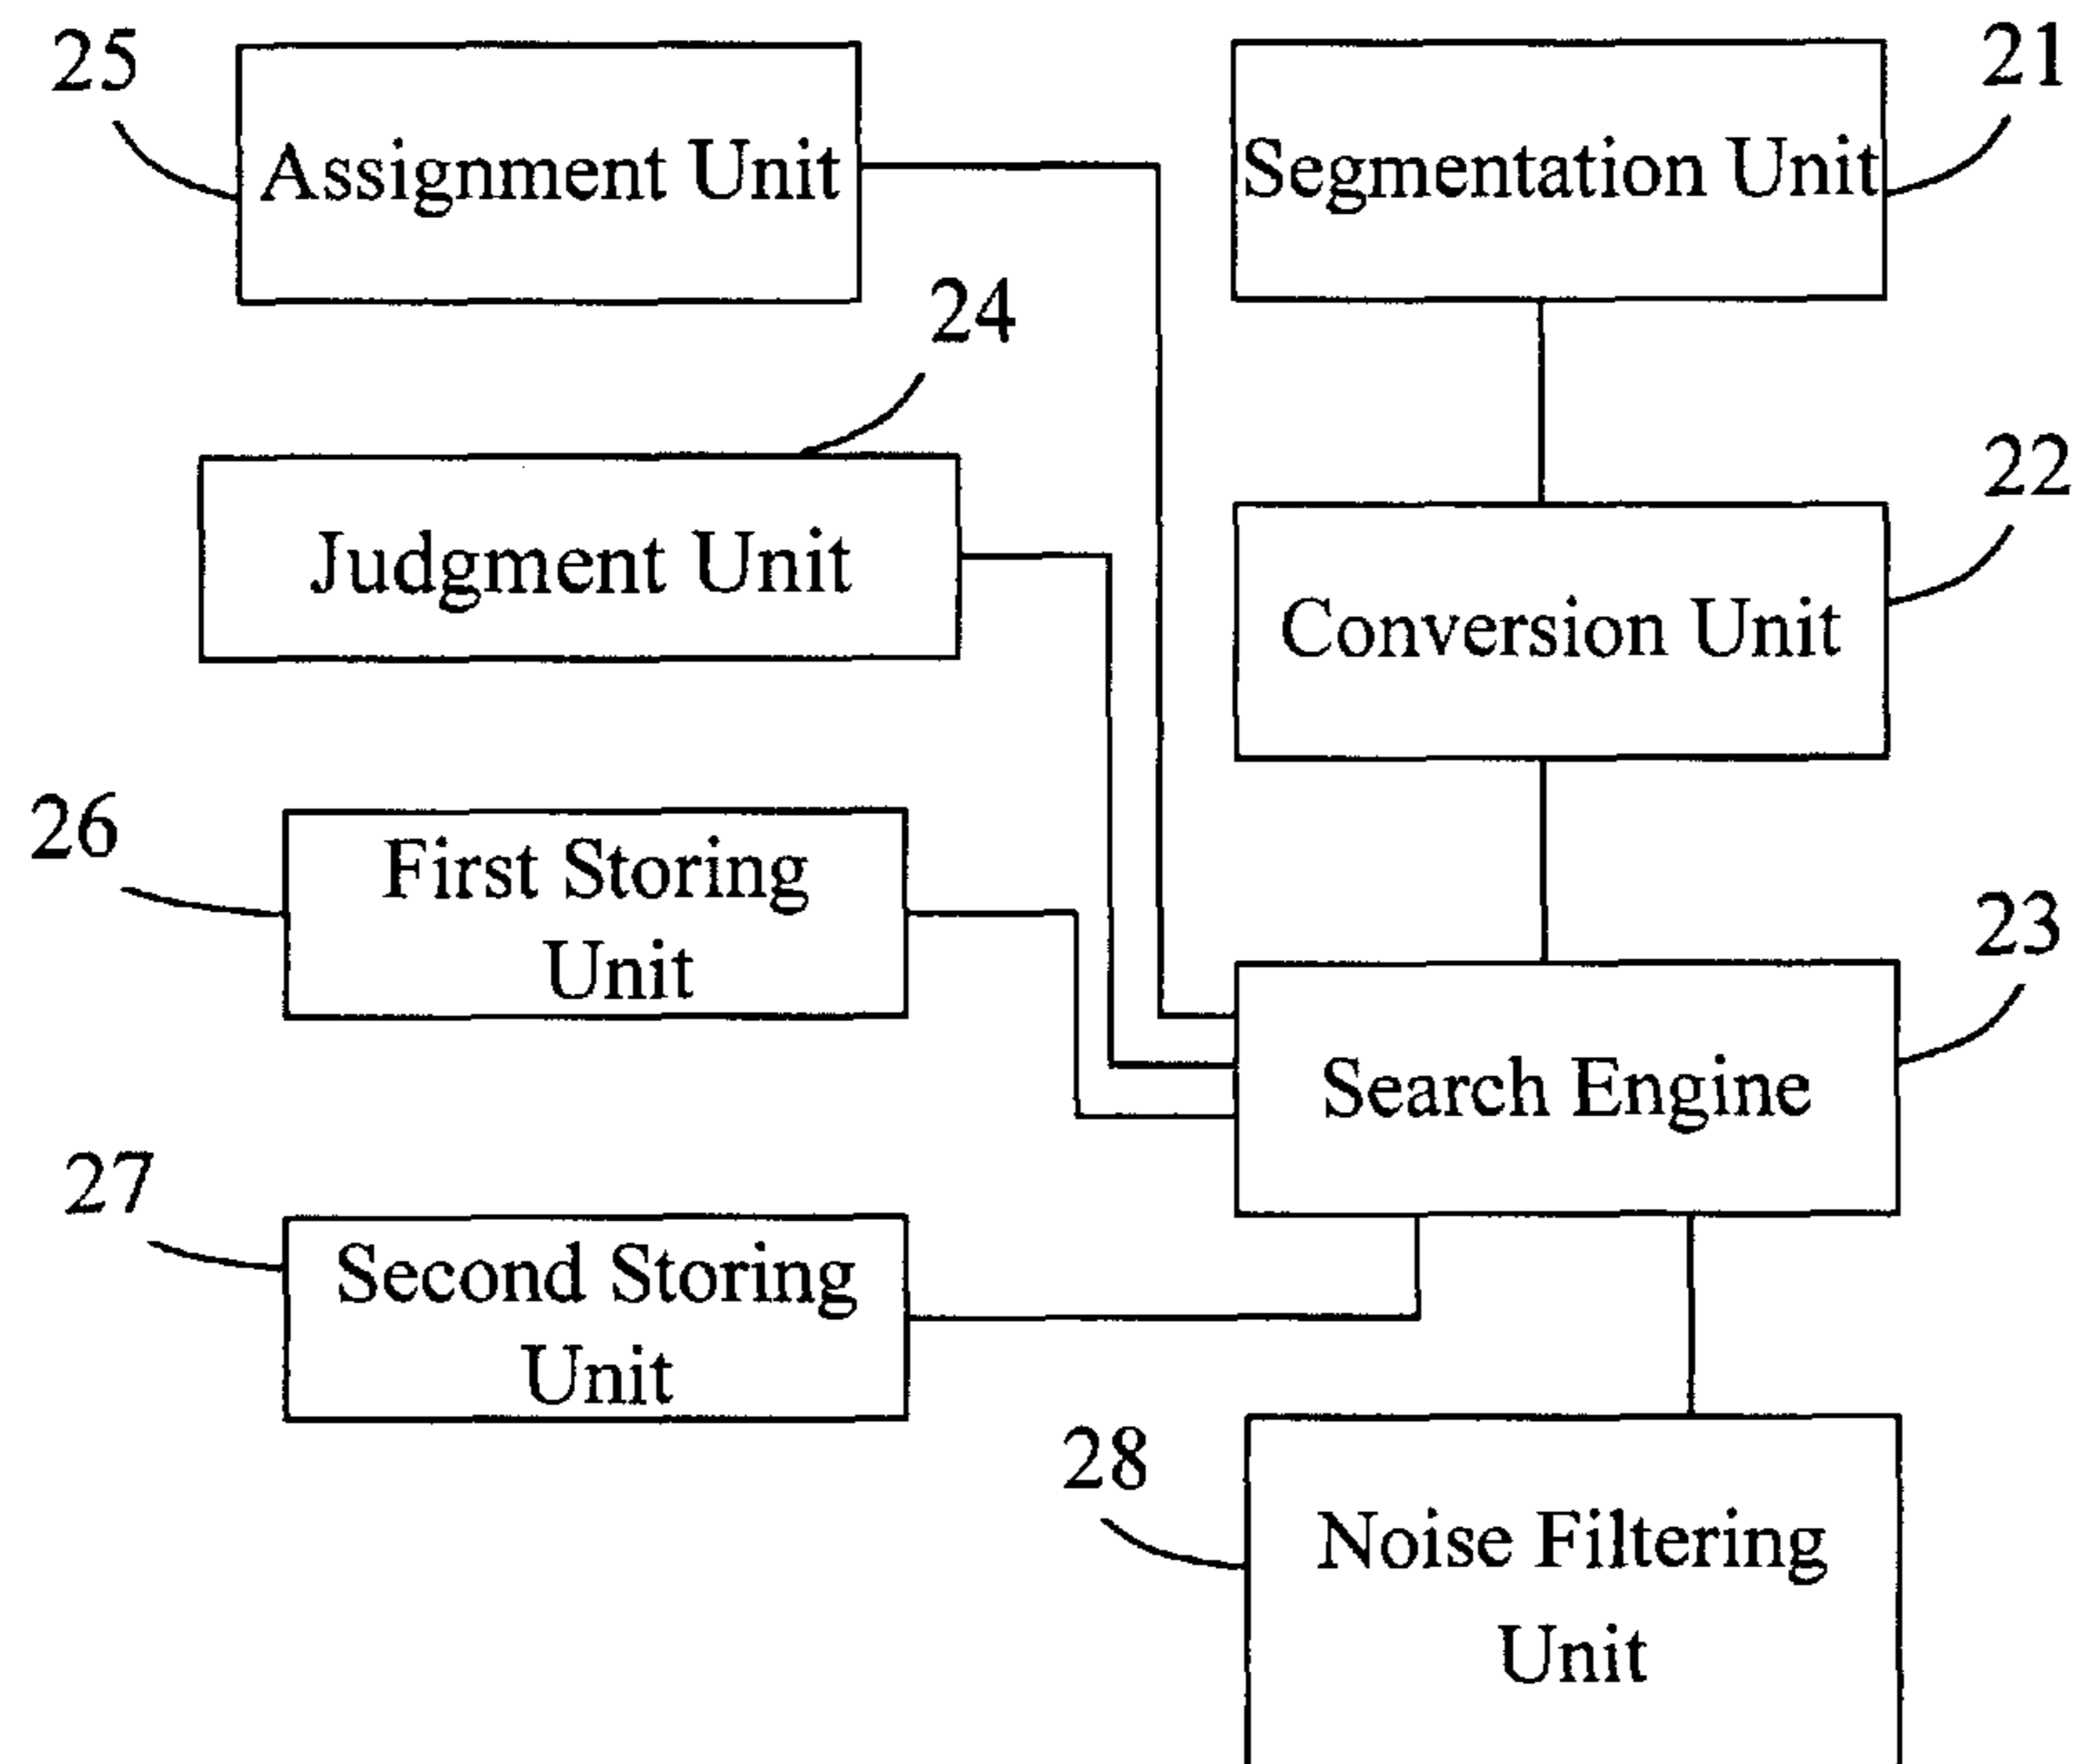 25
Assignment Unit
21
Segmentation Unit
24
Judgment Unit
22
Conversion Unit
26
First Storing
Unit
23
Search Engine
27
Second Storing
Unit
28
Noise Filtering
Unit